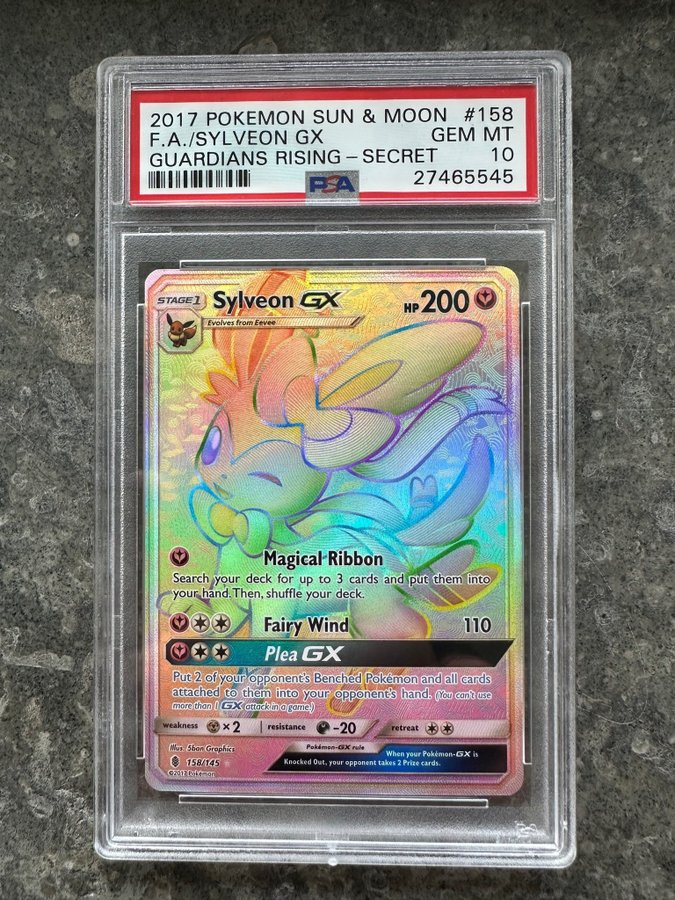 2017 POKEMON SUN & MOON #158
F.A./SYLVEON GX GEM MT
GUARDIANS RISING – SECRET 10
PSA 27465545
STAGE 1 Sylveon GX HP 200
Evolves from Eevee
Magical Ribbon
Search your deck for up to 3 cards and put them into
your hand. Then, shuffle your deck.
Fairy Wind 110
Plea GX
Put 2 of your opponent's Benched Pokémon and all cards
attached to them into your opponent's hand. (You can't use
more than 1 GX attack in a game.)
weakness ×2 resistance -20 retreat
Illus. 5ban Graphics Pokémon-GX rule When your Pokémon-GX is
158/145 Knocked Out, your opponent takes 2 Prize cards.
©2017 Pokémon